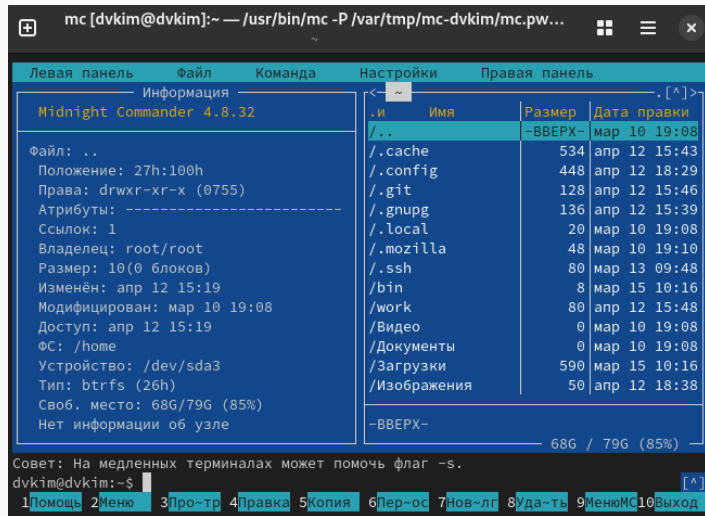 mc [dvkim@dvkim]:~ — /usr/bin/mc -P /var/tmp/mc-dvkim/mc.pw…
~
Левая панель Файл Команда Настройки Правая панель
Информация
Midnight Commander 4.8.32
Файл: ..
Положение: 27h:100h
Права: drwxr-xr-x (0755)
Атрибуты: -------------------------
Ссылок: 1
Владелец: root/root
Размер: 10(0 блоков)
Изменён: апр 12 15:19
Модифицирован: мар 10 19:08
Доступ: апр 12 15:19
ФС: /home
Устройство: /dev/sda3
Тип: btrfs (26h)
Своб. место: 68G/79G (85%)
Нет информации об узле
<- ~ .[^]>
.и Имя Размер Дата правки
/.. -ВВЕРХ- мар 10 19:08
/.cache 534 апр 12 15:43
/.config 448 апр 12 18:29
/.git 128 апр 12 15:46
/.gnupg 136 апр 12 15:39
/.local 20 мар 10 19:08
/.mozilla 48 мар 10 19:10
/.ssh 80 мар 13 09:48
/bin 8 мар 15 10:16
/work 80 апр 12 15:48
/Видео 0 мар 10 19:08
/Документы 0 мар 10 19:08
/Загрузки 590 мар 15 10:16
/Изображения 50 апр 12 18:38
-ВВЕРХ-
68G / 79G (85%)
Совет: На медленных терминалах может помочь флаг -s.
dvkim@dvkim:~$ [^]
1Помощь 2Меню 3Про~тр 4Правка 5Копия 6Пер~ос 7Нов~лг 8Уда~ть 9МенюМС 10Выход